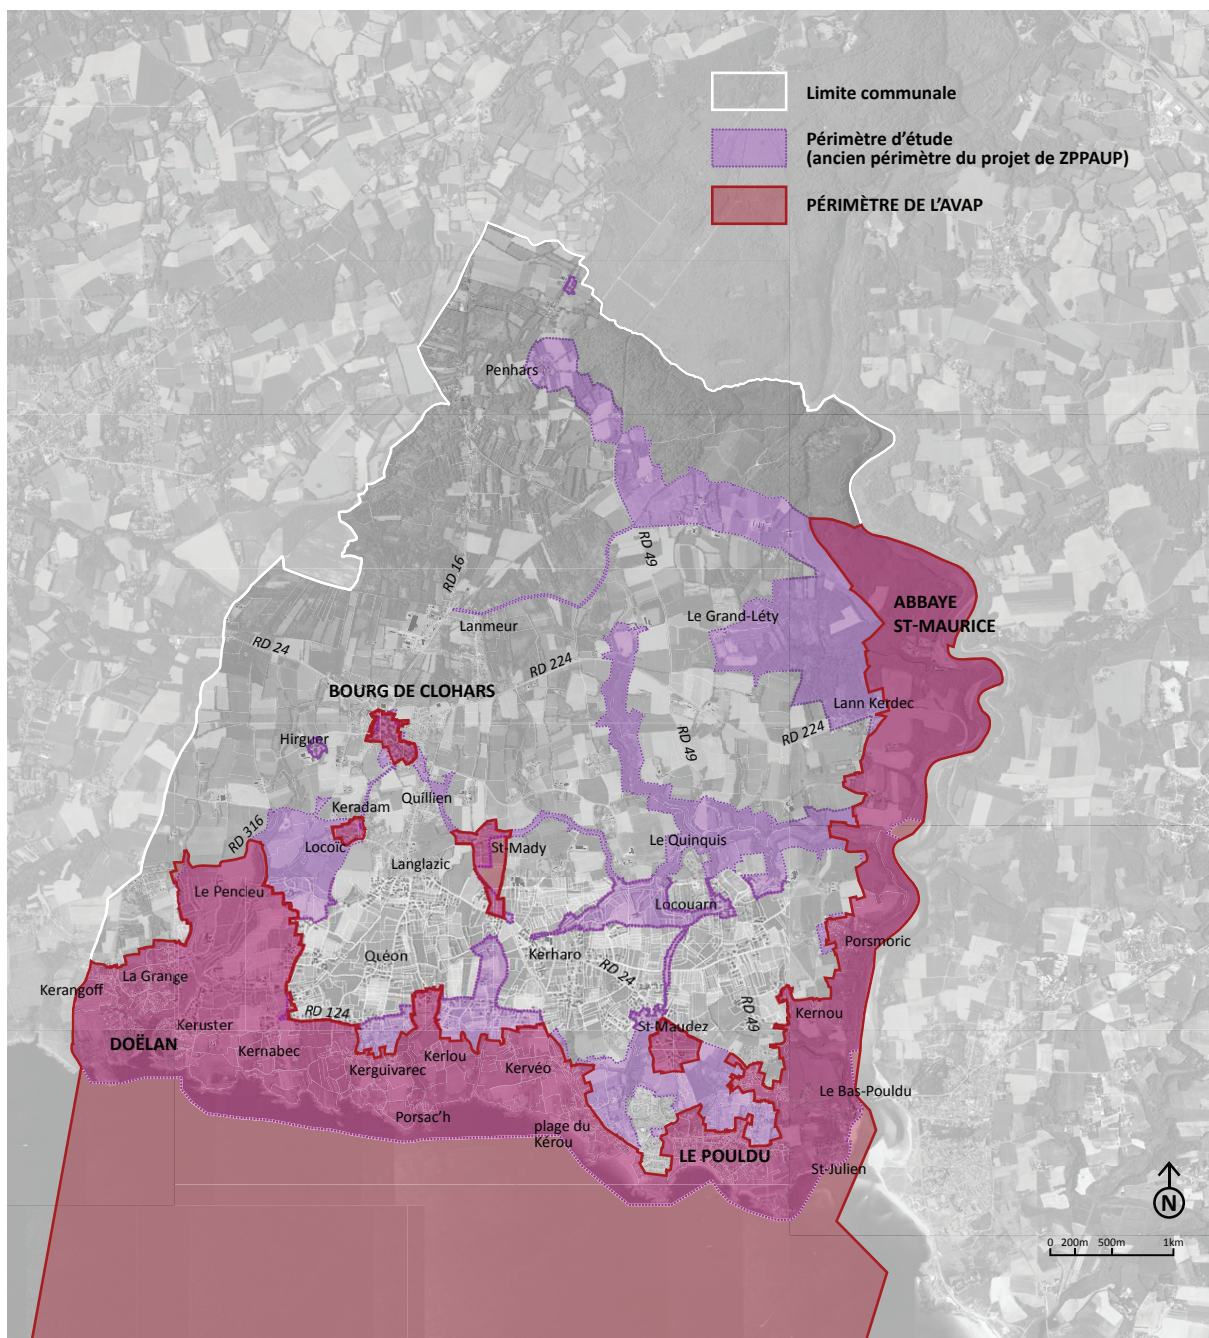 Limite communale
Périmètre d'étude
(ancien périmètre du projet de ZPPAUP)
PÉRIMÈTRE DE L'AVAP
Penhars
RD 49
RD 16
ABBAYE
ST-MAURICE
Le Grand-Léty
Lanmeur
RD 24
RD 224
BOURG DE CLOHARS
Lann Kerdec
RD 224
Hirguer
RD 49
Quillien
Keradam
RD 316
Locoïc
St-Mady
Le Quinquis
Langlazic
Le Pencleu
Locouarn
Porsmoric
Quéon
Kerharo
RD 24
La Grange
Kerangoff
RD 124
RD 49
Kernou
Keruster
St-Maudez
DOËLAN
Kernabec
Kerlou
Kervéo
Kerguivarec
Le Bas-Pouldu
Porsac'h
plage du
Kérou
LE POULDU
St-Julien
N
0 200m 500m 1km